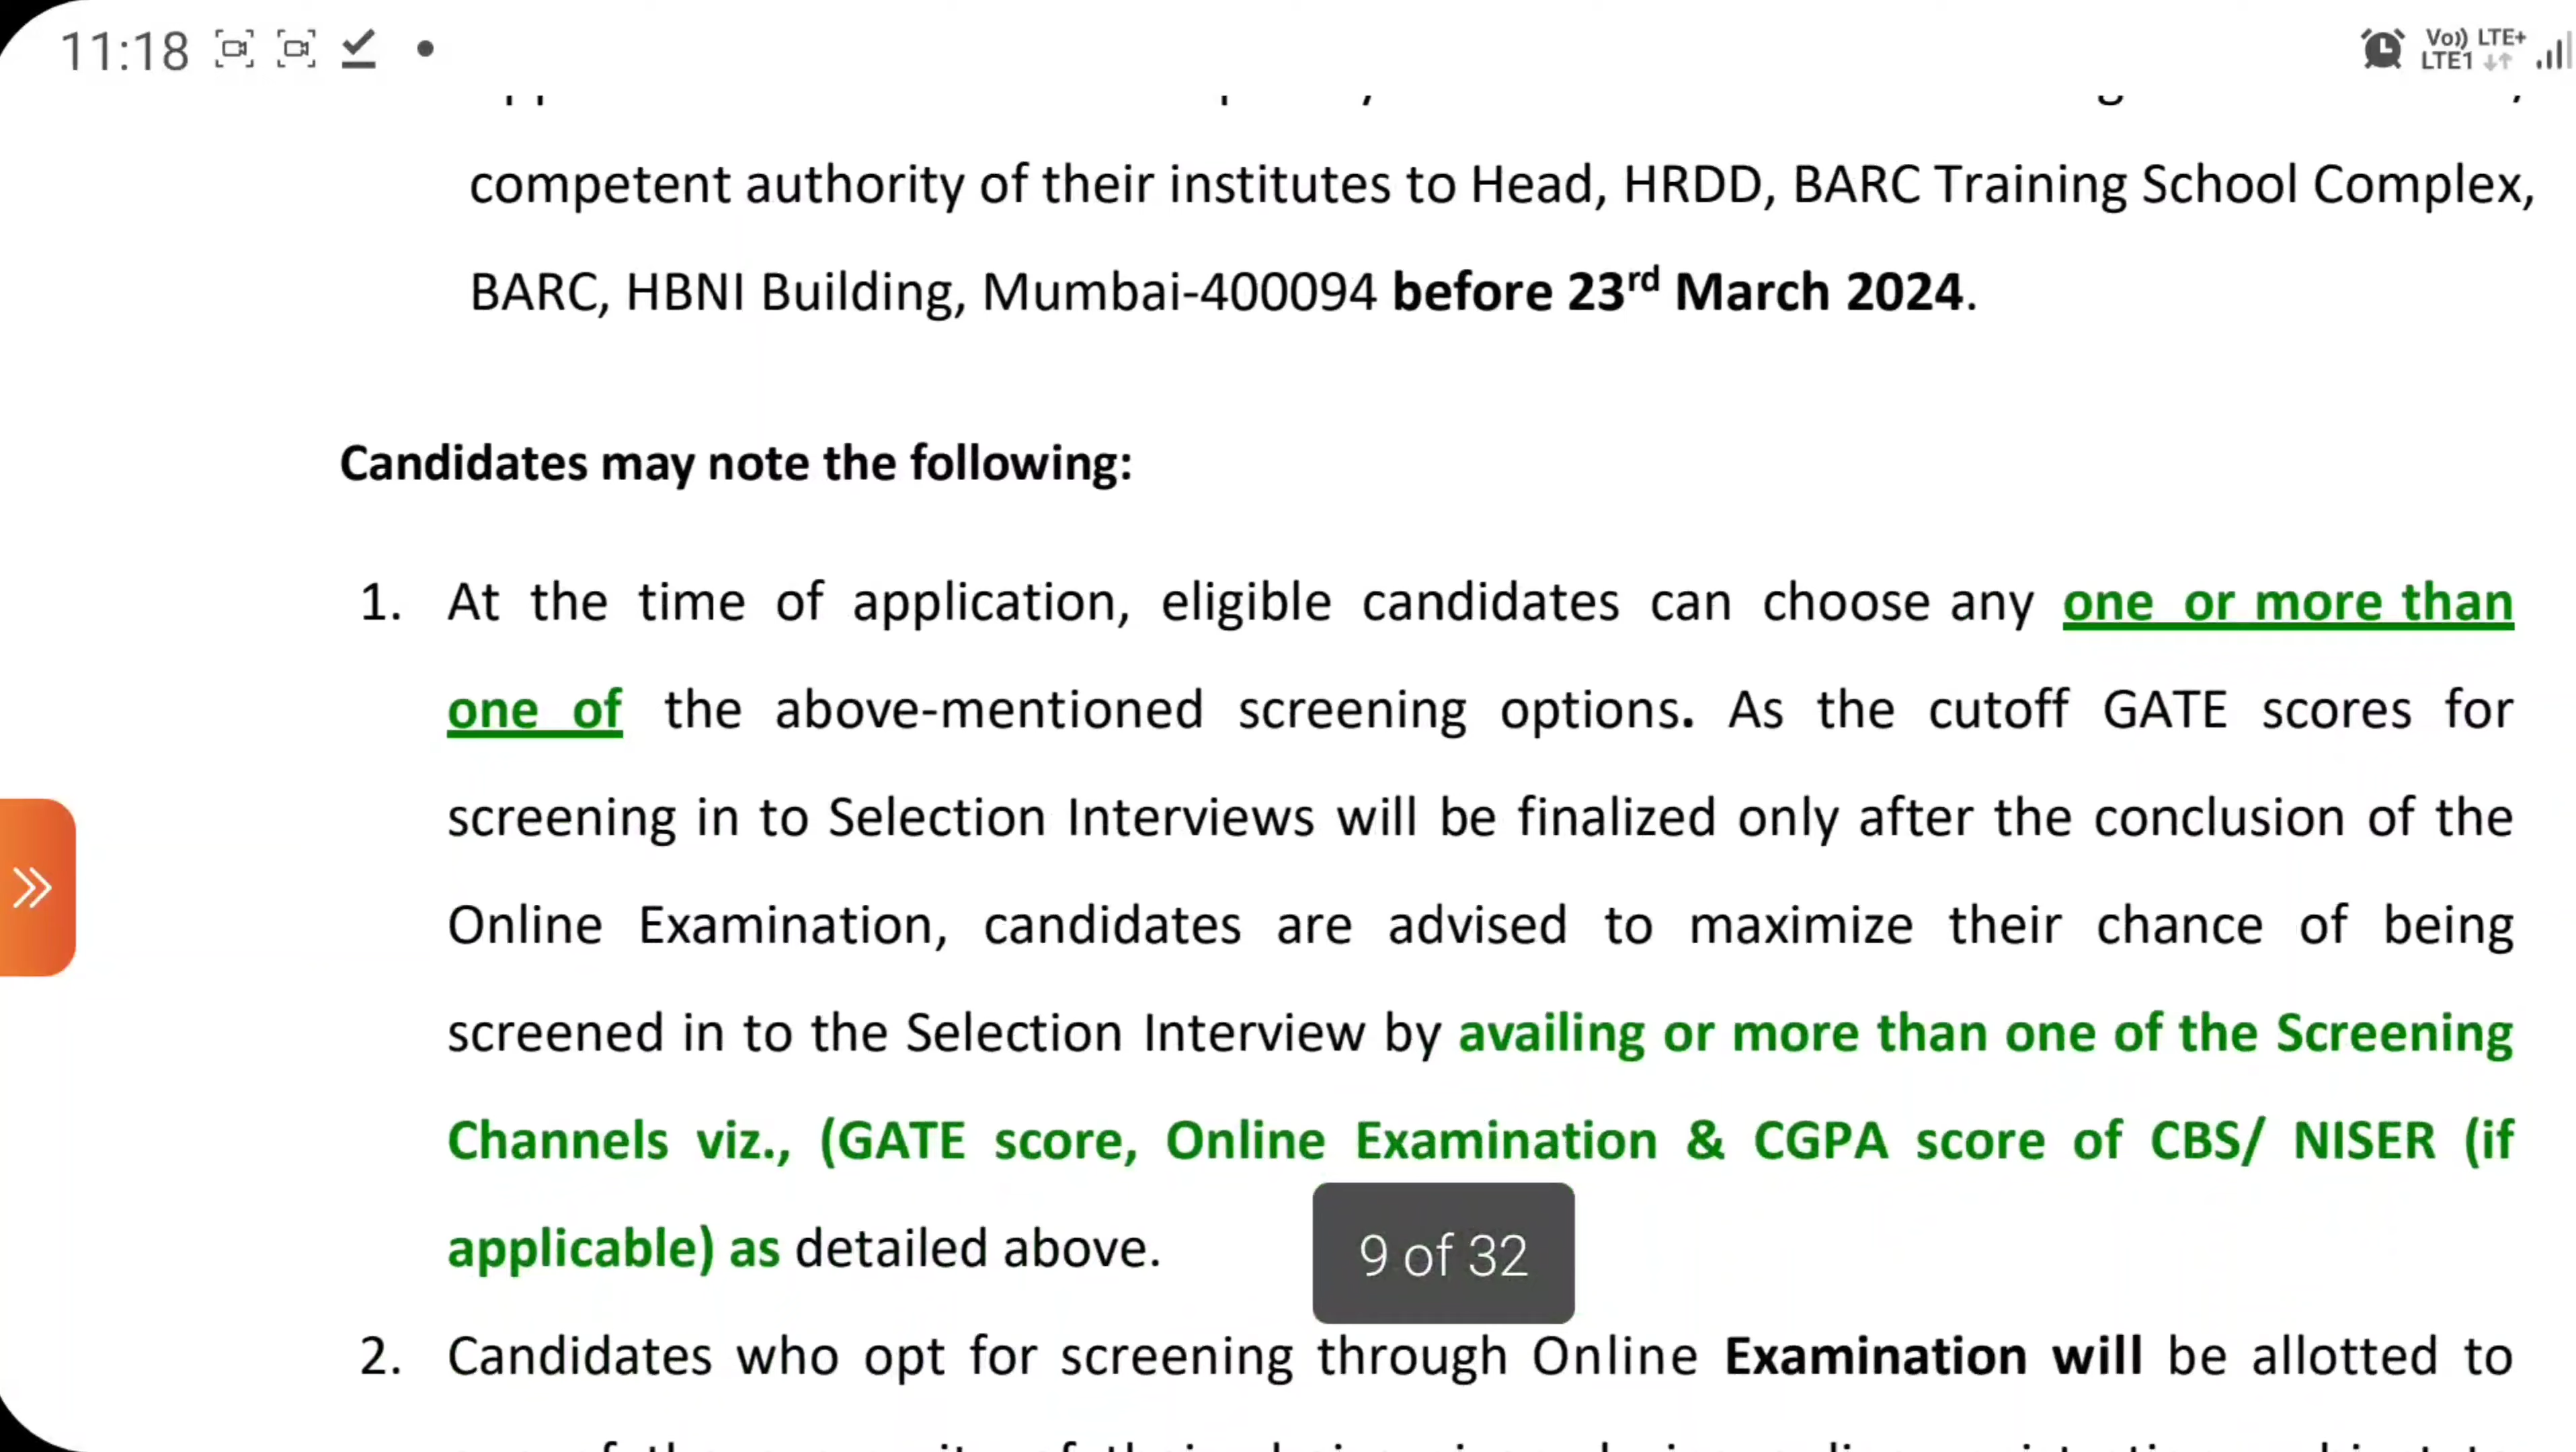 11:18
Vo)) LTE+
LTE1
competent authority of their institutes to Head, HRDD, BARC Training School Complex,
BARC, HBNI Building, Mumbai-400094 before 23rd March 2024.
Candidates may note the following:
1. At the time of application, eligible candidates can choose any one or more than
one of the above-mentioned screening options. As the cutoff GATE scores for
screening in to Selection Interviews will be finalized only after the conclusion of the
Online Examination, candidates are advised to maximize their chance of being
screened in to the Selection Interview by availing or more than one of the Screening
Channels viz., (GATE score, Online Examination & CGPA score of CBS/ NISER (if
applicable) as detailed above.
9 of 32
2. Candidates who opt for screening through Online Examination will be allotted to